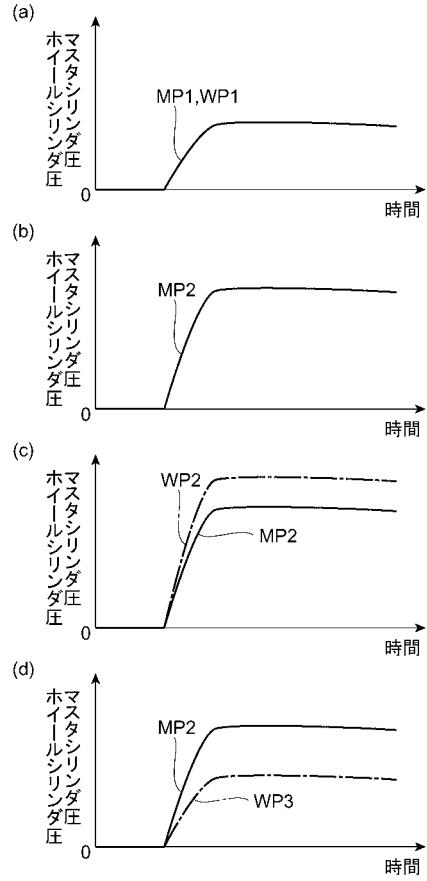 (a)
マスタシリンダ圧
ホイールシリンダ圧
MP1,WP1
0
時間
(b)
マスタシリンダ圧
ホイールシリンダ圧
MP2
0
時間
(c)
マスタシリンダ圧
ホイールシリンダ圧
WP2
MP2
0
時間
(d)
マスタシリンダ圧
ホイールシリンダ圧
MP2
WP3
0
時間